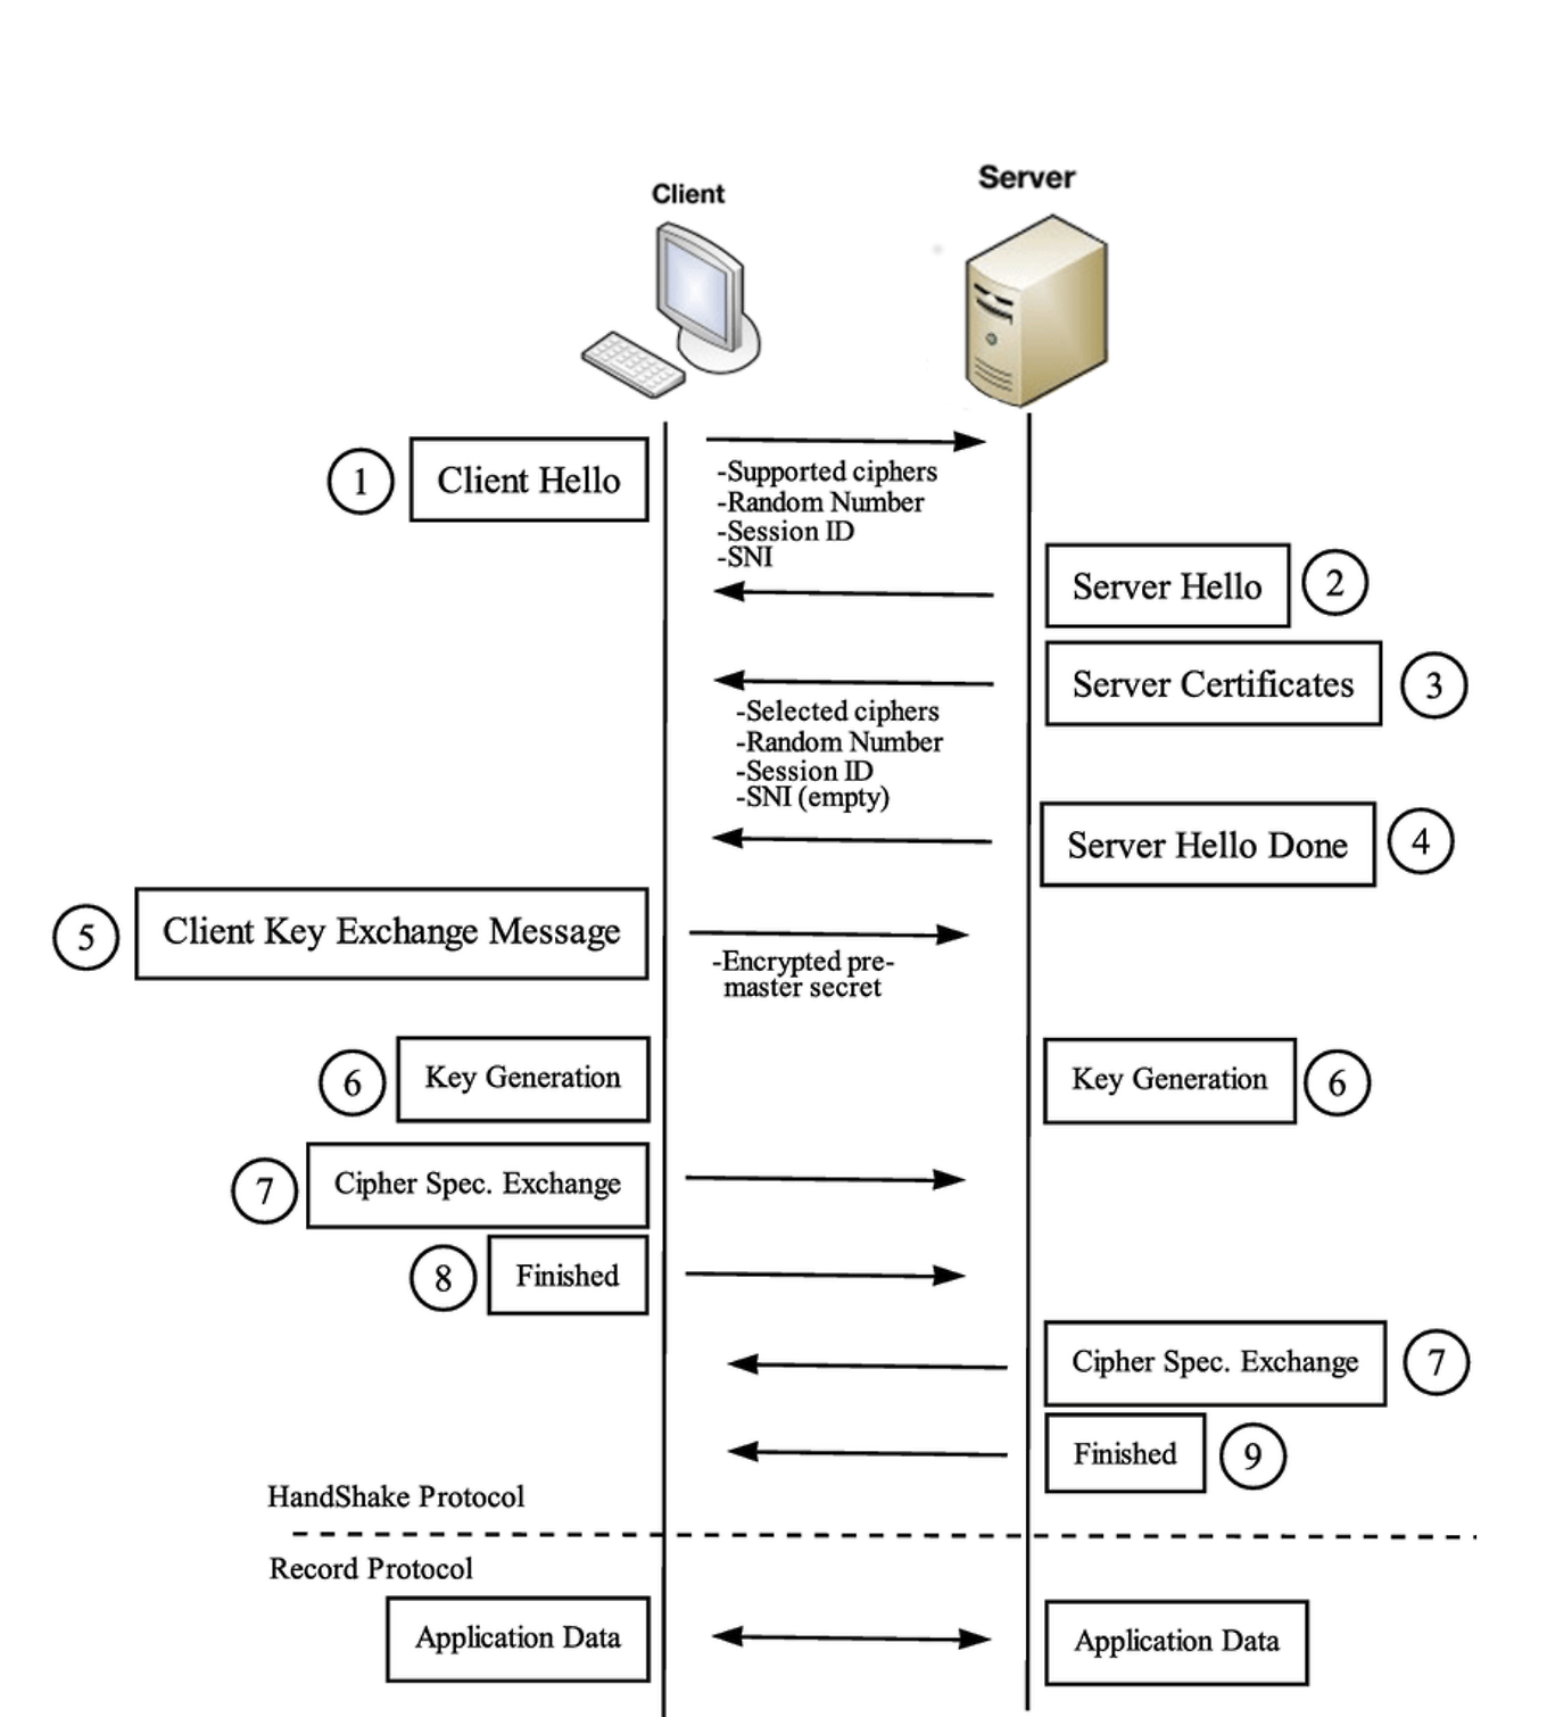 Client
Server
1
Client Hello
-Supported ciphers
-Random Number
-Session ID
-SNI
Server Hello
2
Server Certificates
3
-Selected ciphers
-Random Number
-Session ID
-SNI (empty)
Server Hello Done
4
5
Client Key Exchange Message
-Encrypted pre-
master secret
6
Key Generation
Key Generation
6
7
Cipher Spec. Exchange
8
Finished
Cipher Spec. Exchange
7
Finished
9
HandShake Protocol
Record Protocol
Application Data
Application Data